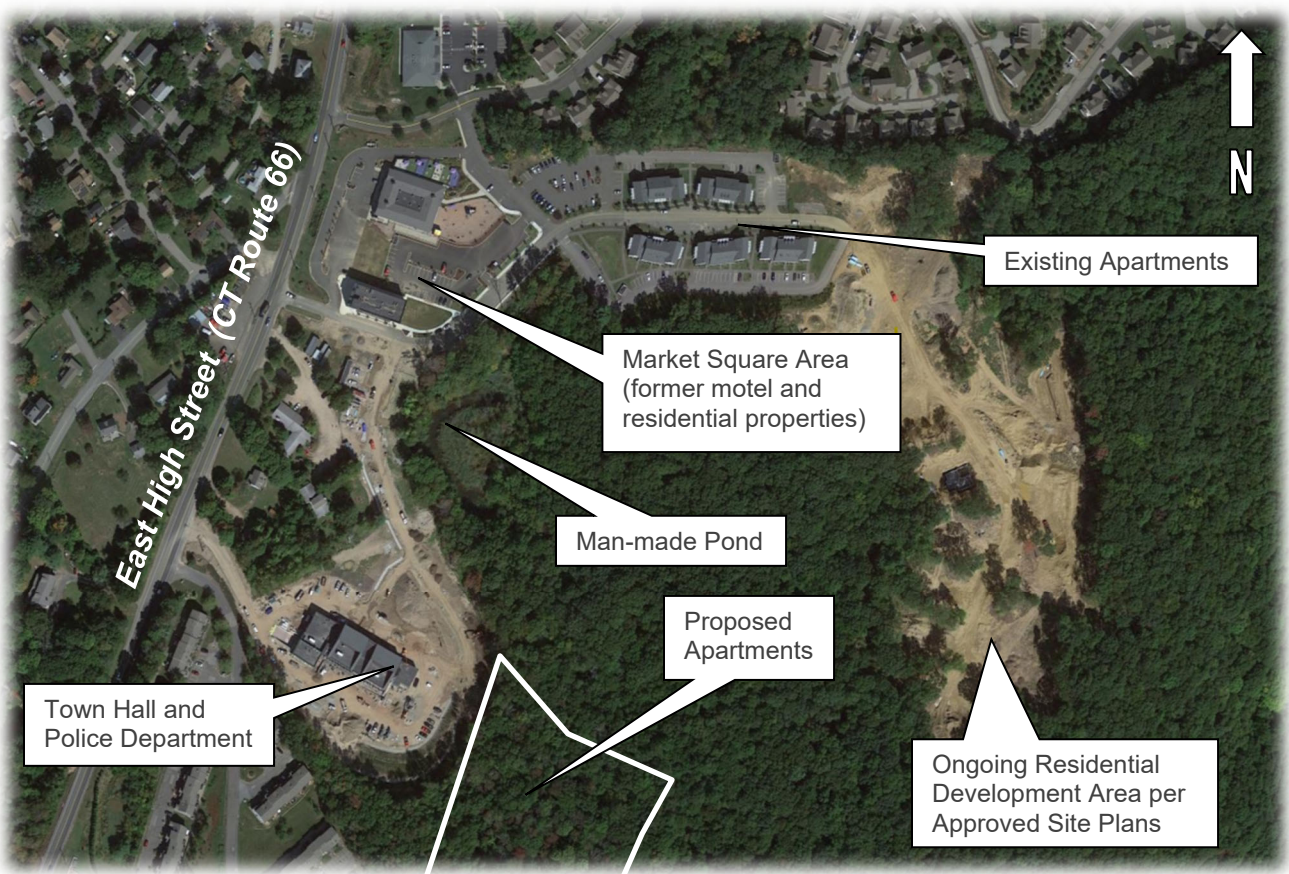 N
East High Street (CT Route 66)
Existing Apartments
Market Square Area
(former motel and
residential properties)
Man-made Pond
Proposed
Apartments
Town Hall and
Police Department
Ongoing Residential
Development Area per
Approved Site Plans